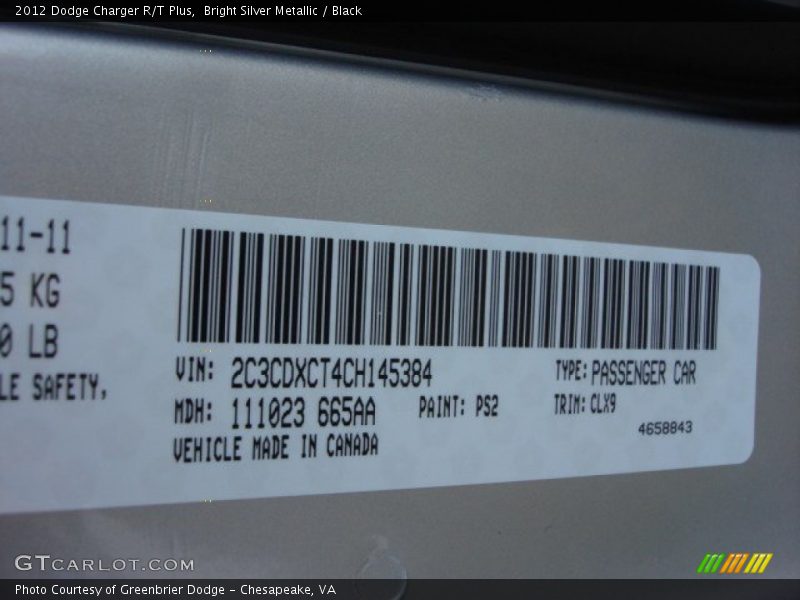 2012 Dodge Charger R/T Plus,  Bright Silver Metallic / Black
11-11
5 KG
0 LB
LE SAFETY,
VIN: 2C3CDXCT4CH145384 TYPE: PASSENGER CAR
MDH: 111023 665AA PAINT: PS2 TRIM: CLX9
VEHICLE MADE IN CANADA 4658843
GTCARLOT.COM
Photo Courtesy of Greenbrier Dodge - Chesapeake, VA